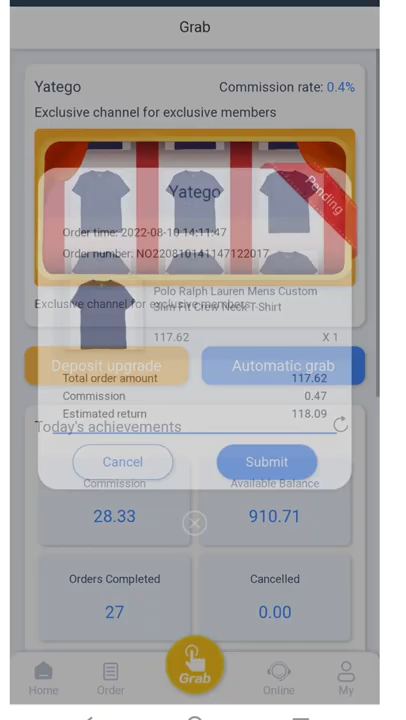 Grab
Yatego
Commission rate: 0.4%
Exclusive channel for exclusive members
Yatego
Pending
Order time: 2022-08-10 14:11:47
Order number: NO220810141147122017
Polo Ralph Lauren Mens Custom
Slim Fit Crew Neck T-Shirt
Exclusive channel for exclusive members
117.62 X 1
Deposit upgrade
Automatic grab
Total order amount 117.62
Commission 0.47
Estimated return 118.09
Today's achievements
Cancel
Submit
Commission
Available Balance
28.33
910.71
Orders Completed
Cancelled
27
0.00
Grab
Home
Order
Online
My